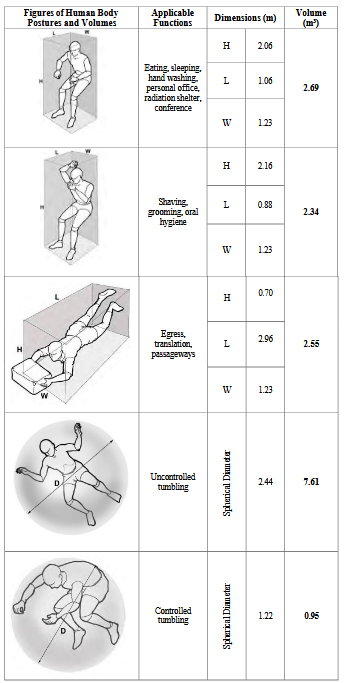 Figures of Human Body
Postures and Volumes
Applicable
Functions
Dimensions (m)
Volume
(m³)
L
W
H
Eating, sleeping,
hand washing,
personal office,
radiation shelter,
conference
H
2.06
L
1.06
W
1.23
2.69
L
W
H
Shaving,
grooming, oral
hygiene
H
2.16
L
0.88
W
1.23
2.34
L
H
W
Egress,
translation,
passageways
H
0.70
L
2.96
W
1.23
2.55
D
Uncontrolled
tumbling
Spherical Diameter
2.44
7.61
D
Controlled
tumbling
Spherical Diameter
1.22
0.95